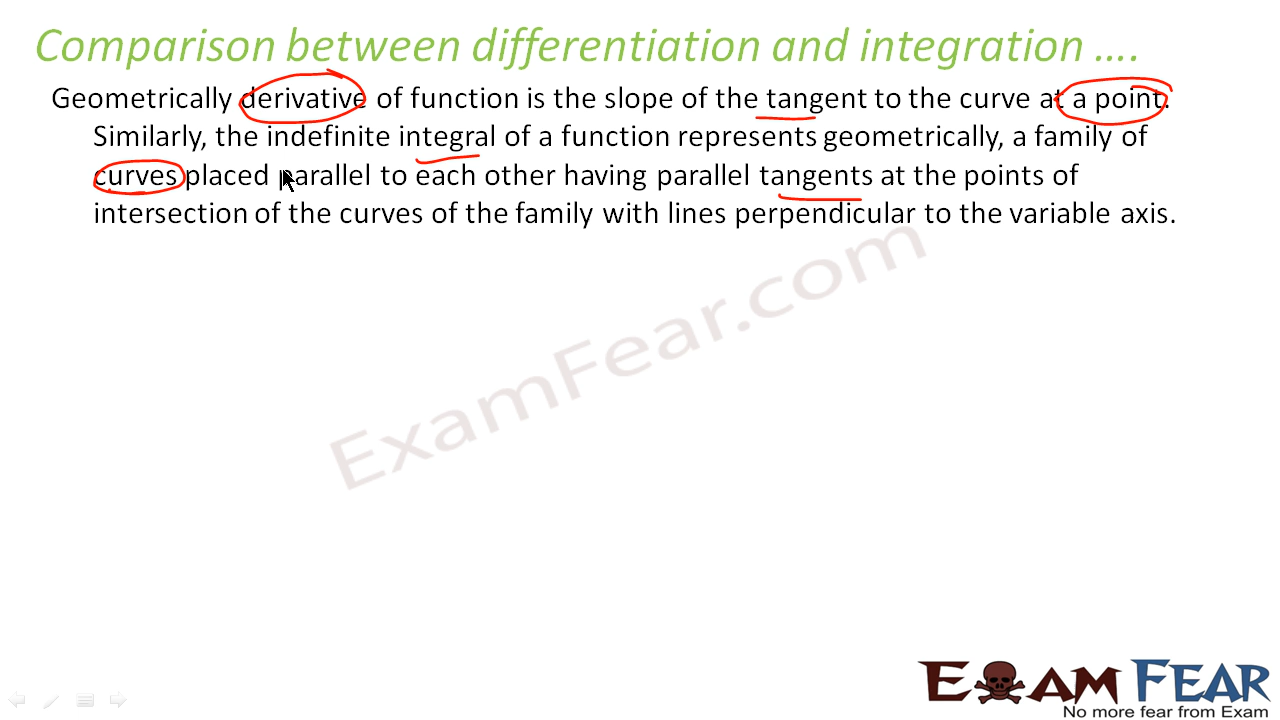 Comparison between differentiation and integration ....
Geometrically derivative of function is the slope of the tangent to the curve at a point.
Similarly, the indefinite integral of a function represents geometrically, a family of
curves placed parallel to each other having parallel tangents at the points of
intersection of the curves of the family with lines perpendicular to the variable axis.
ExamFear.com
EXAM FEAR
No more fear from Exam